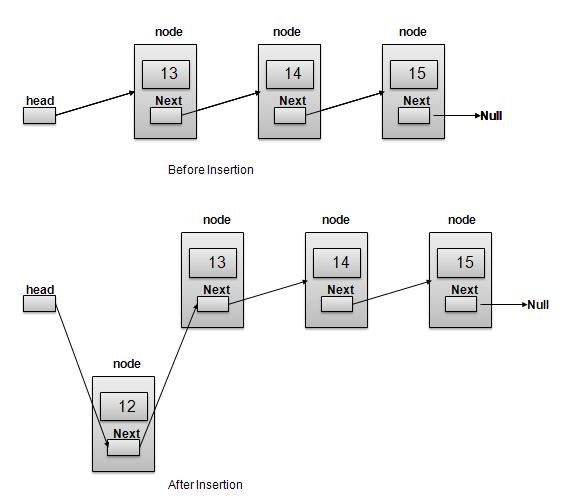 node node node
13 14 15
head Next Next Next
Null
Before Insertion
node node node
13 14 15
head Next Next Next
Null
node
12
Next
After Insertion